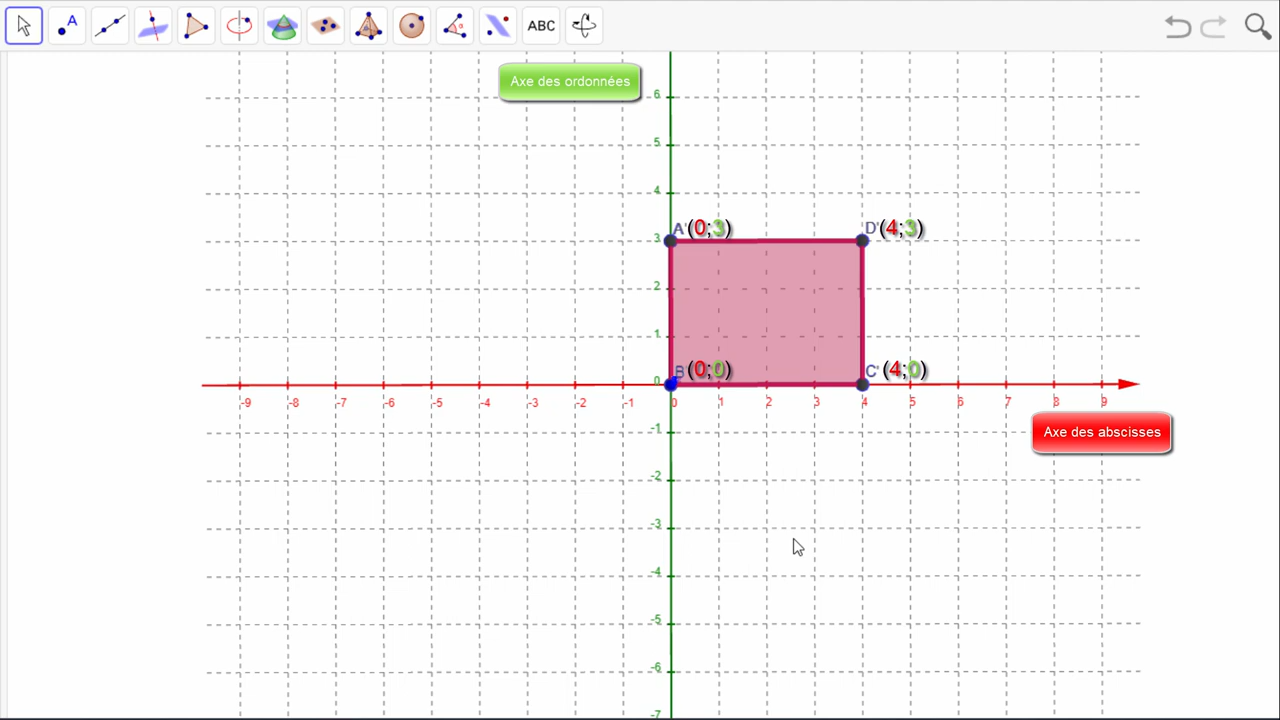 ABC
Axe des ordonnées
6
5
4
A'(0;3)
D'(4;3)
3
2
1
B(0;0)
C'(4;0)
0
-9 -8 -7 -6 -5 -4 -3 -2 -1 0 1 2 3 4 5 6 7 8 9
Axe des abscisses
-1
-2
-3
-4
-5
-6
-7